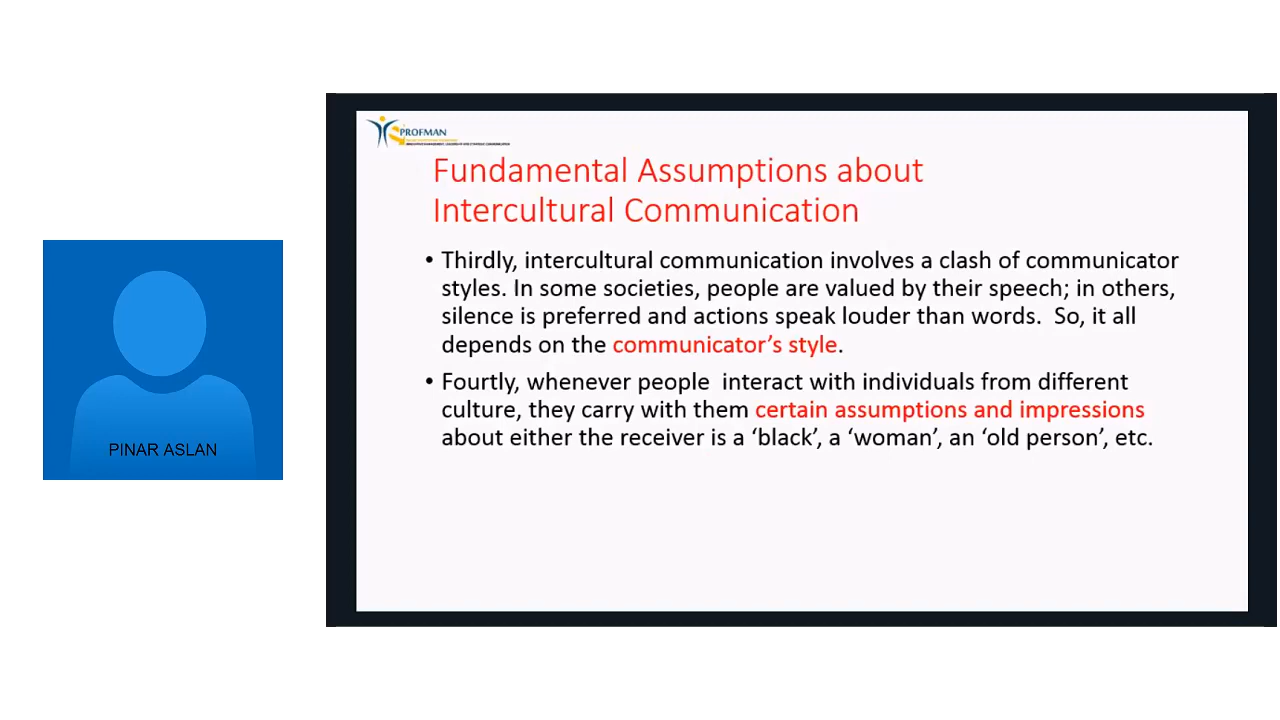 PROFMAN
Fundamental Assumptions about
Intercultural Communication
• Thirdly, intercultural communication involves a clash of communicator
styles. In some societies, people are valued by their speech; in others,
silence is preferred and actions speak louder than words.  So, it all
depends on the communicator’s style.
• Fourtly, whenever people  interact with individuals from different
culture, they carry with them certain assumptions and impressions
about either the receiver is a ‘black’, a ‘woman’, an ‘old person’, etc.
PINAR ASLAN